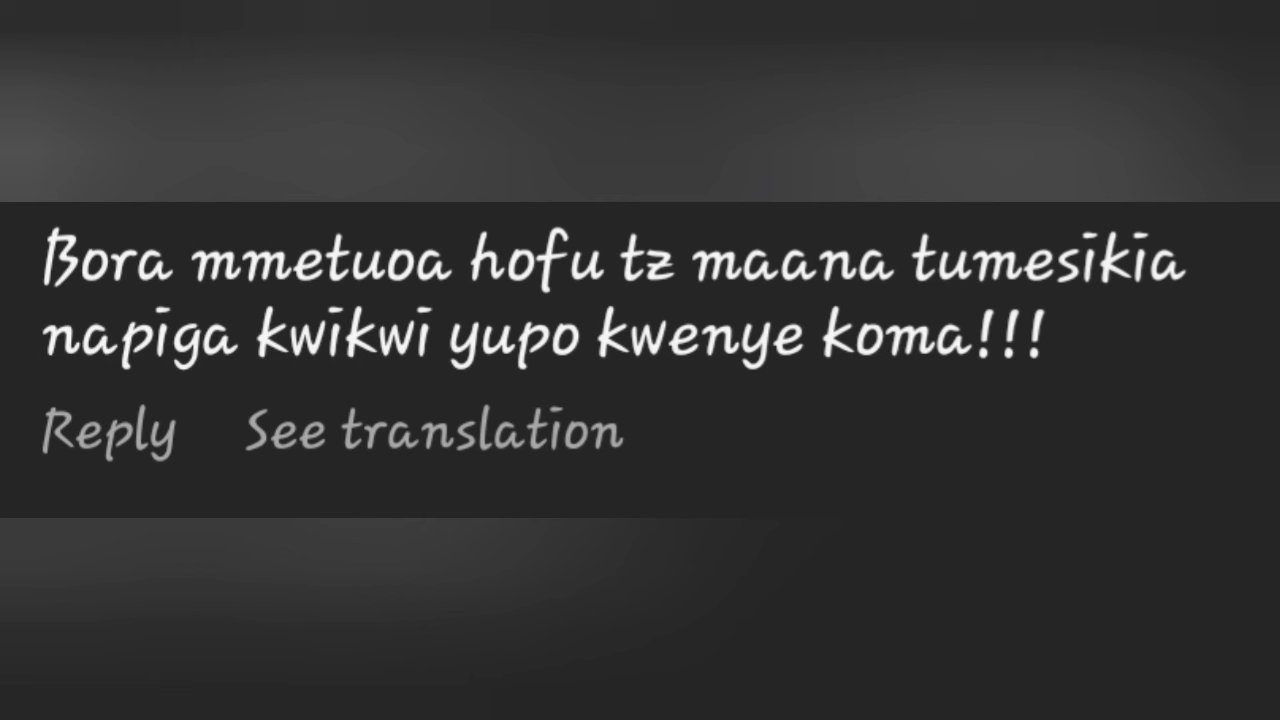 Bora mmetuoa hofu tz maana tumesikia
napiga kwikwi yupo kwenye koma!!!
Reply See translation